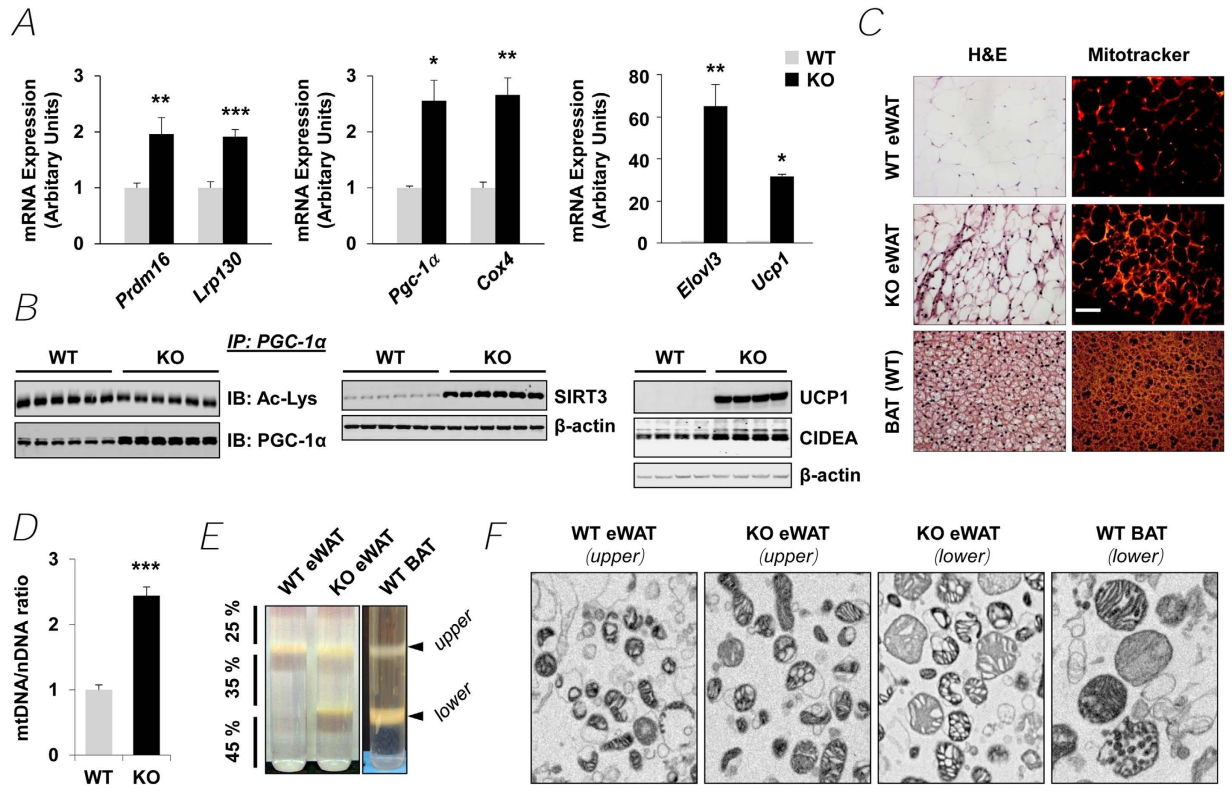 A
mRNA Expression
(Arbitary Units)
3
2
1
0
**
***
Prdm16
Lrp130
mRNA Expression
(Arbitary Units)
3
2
1
0
*
**
Pgc-1α
Cox4
mRNA Expression
(Arbitary Units)
80
60
40
20
0
**
*
Elovl3
Ucp1
WT
KO
B
IP: PGC-1α
WT
KO
IB: Ac-Lys
IB: PGC-1α
WT
KO
SIRT3
β-actin
WT
KO
UCP1
CIDEA
β-actin
C
H&E
Mitotracker
WT eWAT
KO eWAT
BAT (WT)
D
mtDNA/nDNA ratio
3
2
1
0
***
WT
KO
E
WT eWAT
KO eWAT
WT BAT
25 %
35 %
45 %
upper
lower
F
WT eWAT
(upper)
KO eWAT
(upper)
KO eWAT
(lower)
WT BAT
(lower)